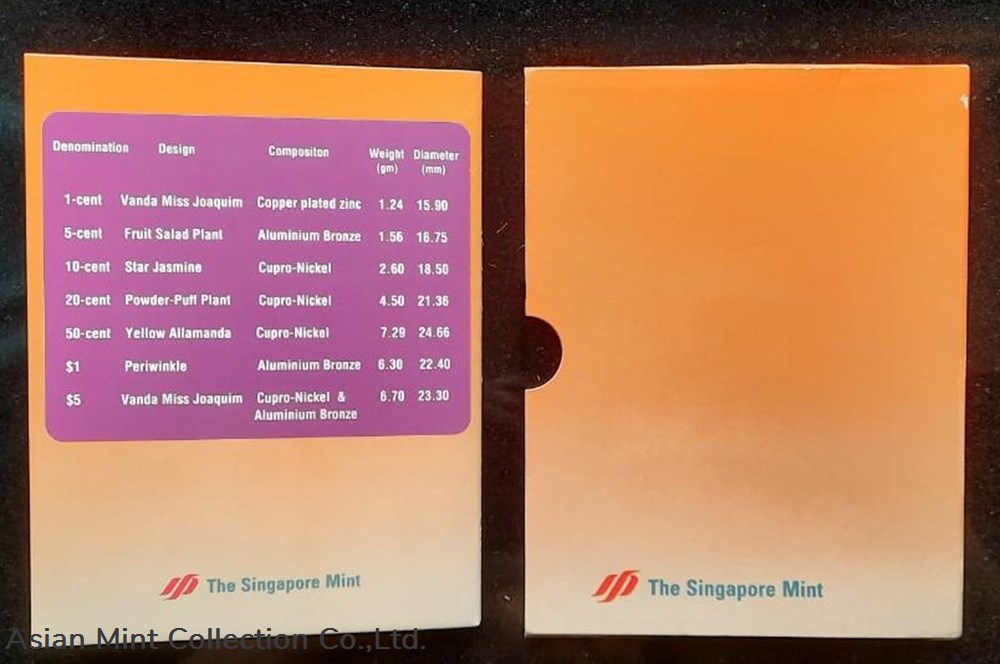 Denomination Design Compositon Weight (gm) Diameter (mm)
1-cent Vanda Miss Joaquim Copper plated zinc 1.24 15.90
5-cent Fruit Salad Plant Aluminium Bronze 1.56 16.75
10-cent Star Jasmine Cupro-Nickel 2.60 18.50
20-cent Powder-Puff Plant Cupro-Nickel 4.50 21.36
50-cent Yellow Allamanda Cupro-Nickel 7.29 24.66
$1 Periwinkle Aluminium Bronze 6.30 22.40
$5 Vanda Miss Joaquim Cupro-Nickel & 6.70 23.30
Aluminium Bronze
The Singapore Mint
The Singapore Mint
Asian Mint Collection Co.,Ltd.